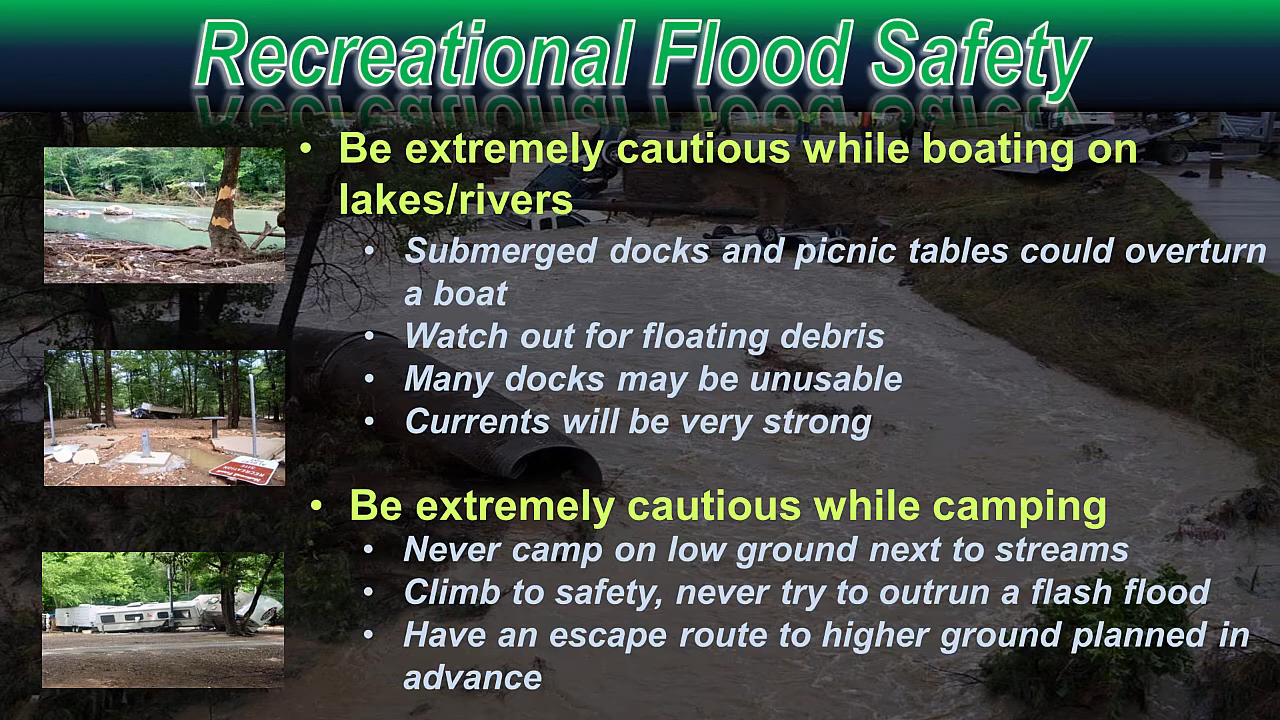 Recreational Flood Safety
• Be extremely cautious while boating on
lakes/rivers
• Submerged docks and picnic tables could overturn
a boat
• Watch out for floating debris
• Many docks may be unusable
• Currents will be very strong
• Be extremely cautious while camping
• Never camp on low ground next to streams
• Climb to safety, never try to outrun a flash flood
• Have an escape route to higher ground planned in
advance
RECREATION
SITE